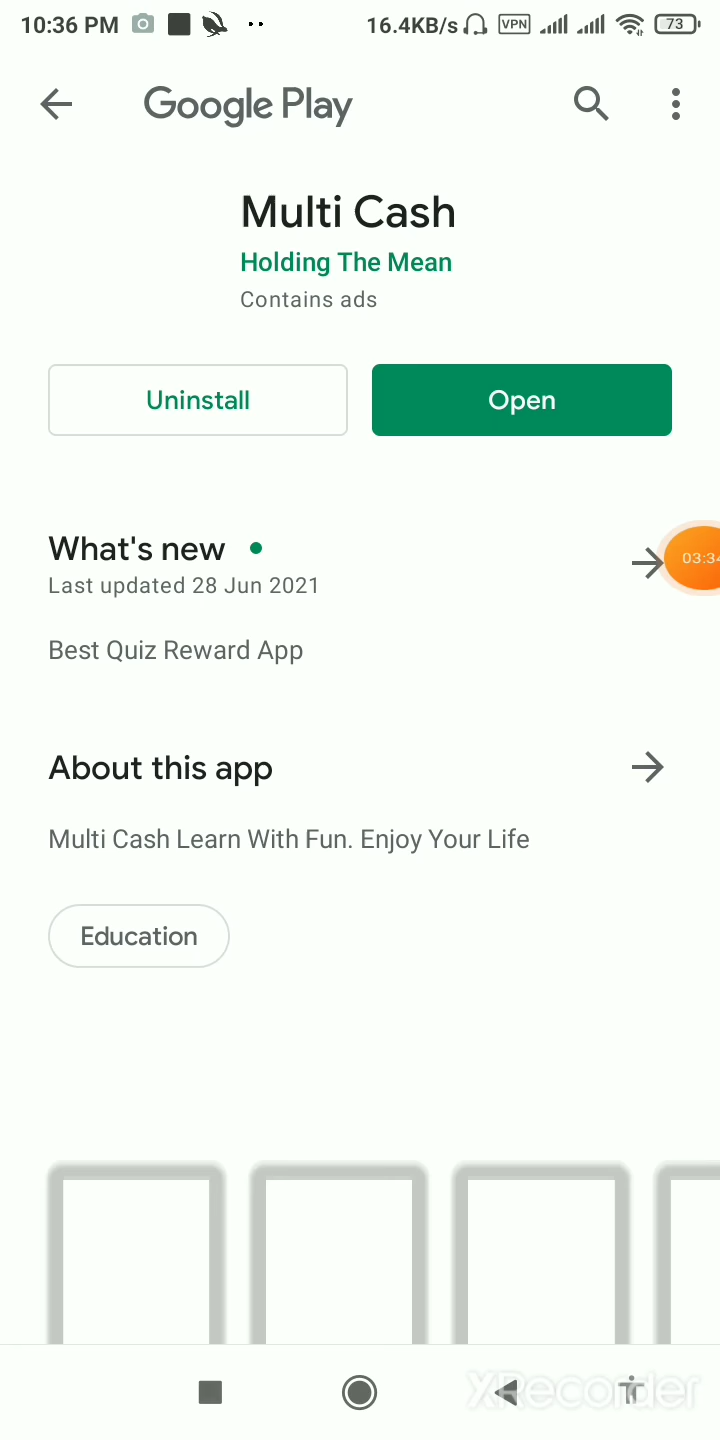 10:36 PM 16.4KB/s VPN 73
Google Play
Multi Cash
Holding The Mean
Contains ads
Uninstall Open
What's new
Last updated 28 Jun 2021
03:34
Best Quiz Reward App
About this app
Multi Cash Learn With Fun. Enjoy Your Life
Education
XRecorder